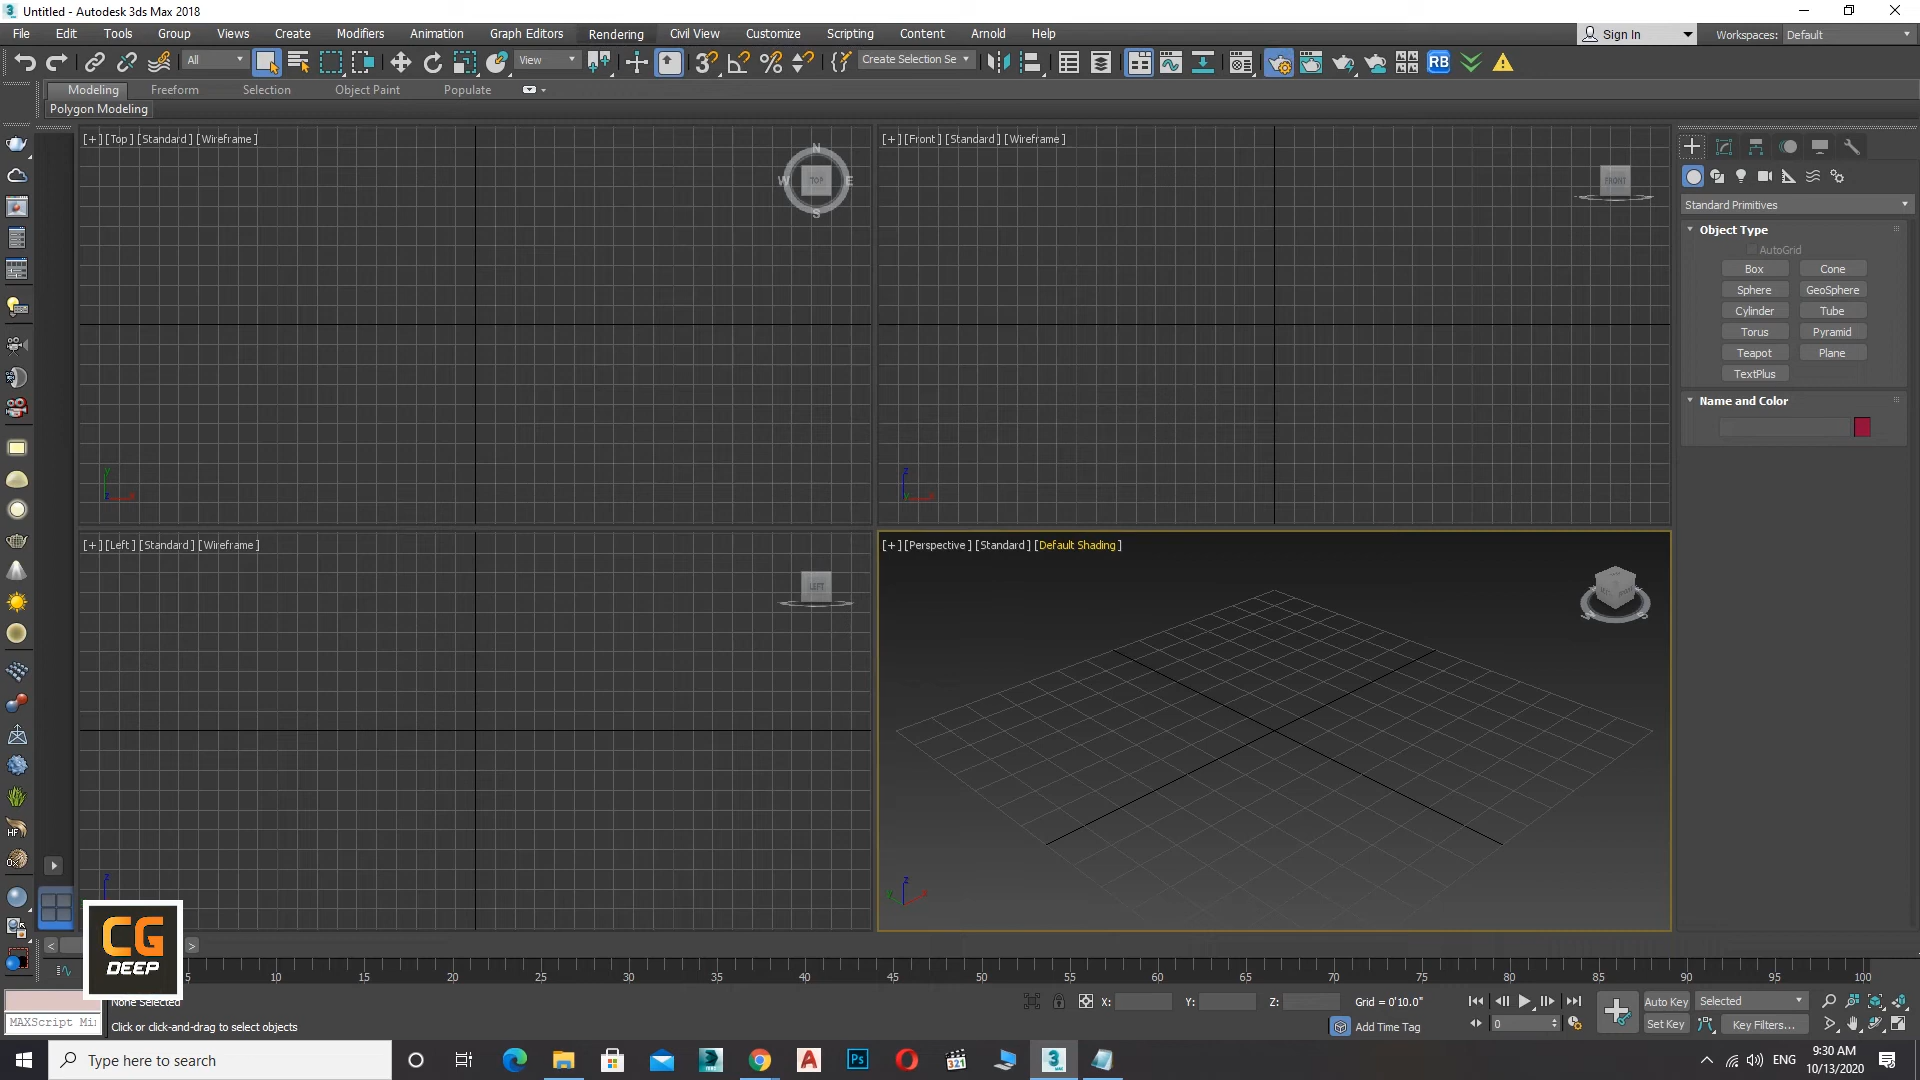 Untitled - Autodesk 3ds Max 2018
File Edit Tools Group Views Create Modifiers Animation Graph Editors Rendering Civil View Customize Scripting Content Arnold Help
Sign In Workspaces: Default
All View Create Selection Se RB
Modeling Freeform Selection Object Paint Populate
Polygon Modeling
[+] [Top] [Standard] [Wireframe]
N
W TOP E
S
[+] [Front] [Standard] [Wireframe]
FRONT
Standard Primitives
Object Type
AutoGrid
Box Cone
Sphere GeoSphere
Cylinder Tube
Torus Pyramid
Teapot Plane
TextPlus
Name and Color
[+] [Left] [Standard] [Wireframe]
LEFT
[+] [Perspective] [Standard] [Default Shading]
HF
CG
DEEP
5 10 15 20 25 30 35 40 45 50 55 60 65 70 75 80 85 90 95 100
None Selected X: Y: Z: Grid = 0'10.0" Auto Key Selected
MAXScript Mi Click or click-and-drag to select objects Add Time Tag 0 Set Key Key Filters...
Type here to search
ENG
9:30 AM
10/13/2020